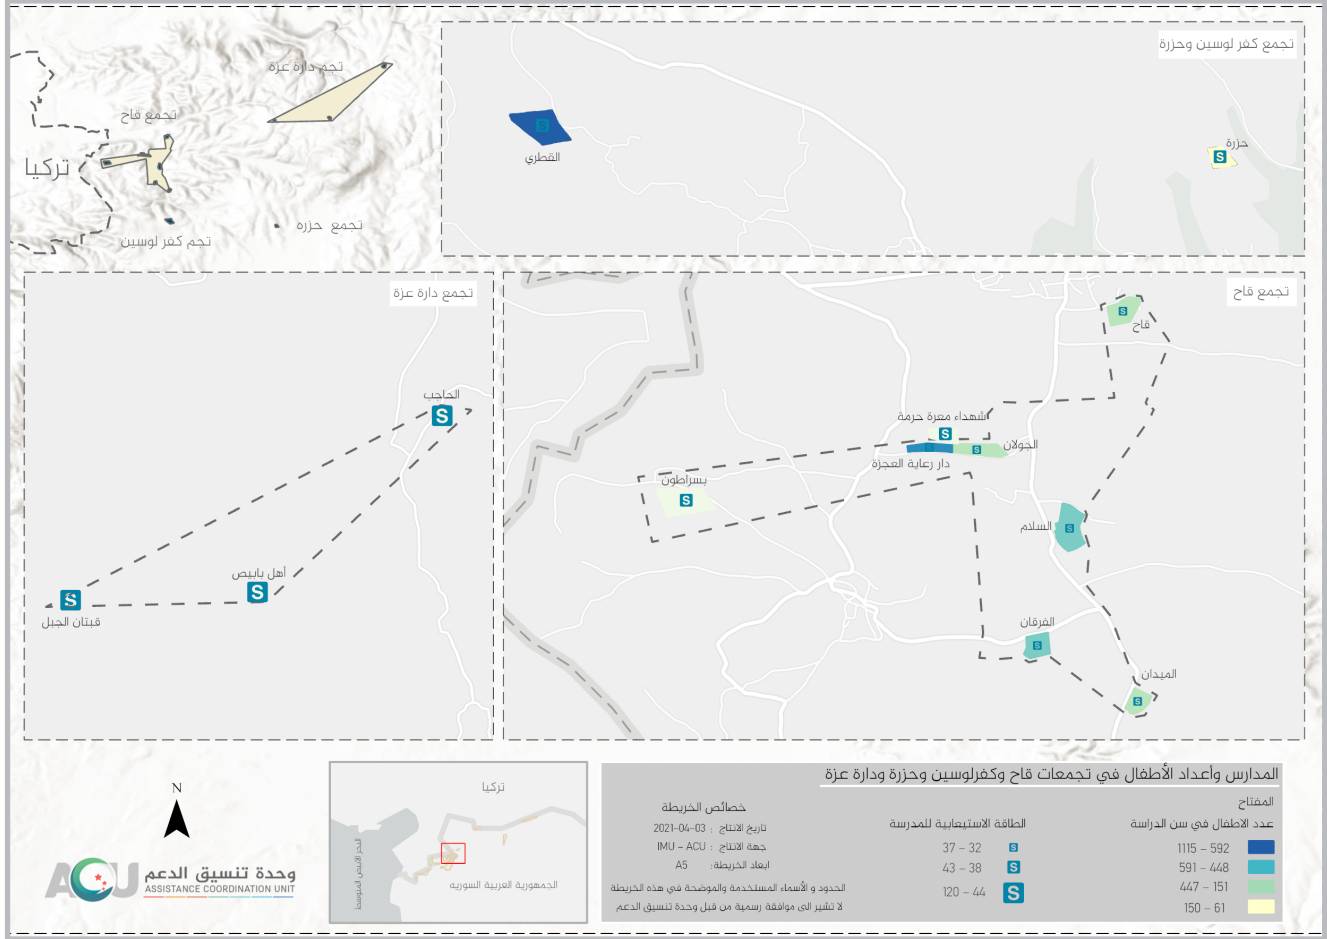 تجمع كفر لوسين وحزرة
القطري
حزرة
تجم دارة عزة
تجمع قاح
تركيا
تجمع حزره
تجم كفر لوسين
تجمع دارة عزة
الحاجب
أهل يابيص
قبتان الجبل
تجمع قاح
قاح
شهداء معرة حرمة
الجولان
دار رعاية العجزة
بسراطون
السلام
الفرقان
الميدان
المدارس وأعداد الأطفال في تجمعات قاح وكفرلوسين وحزرة ودارة عزة
المفتاح
عدد الاطفال في سن الدراسة
592 – 1115
448 – 591
151 – 447
61 – 150
الطاقة الاستيعابية للمدرسة
S 32 – 37
S 38 – 43
S 44 – 120
خصائص الخريطة
تاريخ الانتاج : 03-04-2021
جهة الانتاج : IMU – ACU
ابعاد الخريطة: A5
الحدود و الأسماء المستخدمة والموضحة في هذه الخريطة
لا تشير الى موافقة رسمية من قبل وحدة تنسيق الدعم
تركيا
البحر الابيض المتوسط
الجمهورية العربية السورية
N
ACU
وحدة تنسيق الدعم
ASSISTANCE COORDINATION UNIT